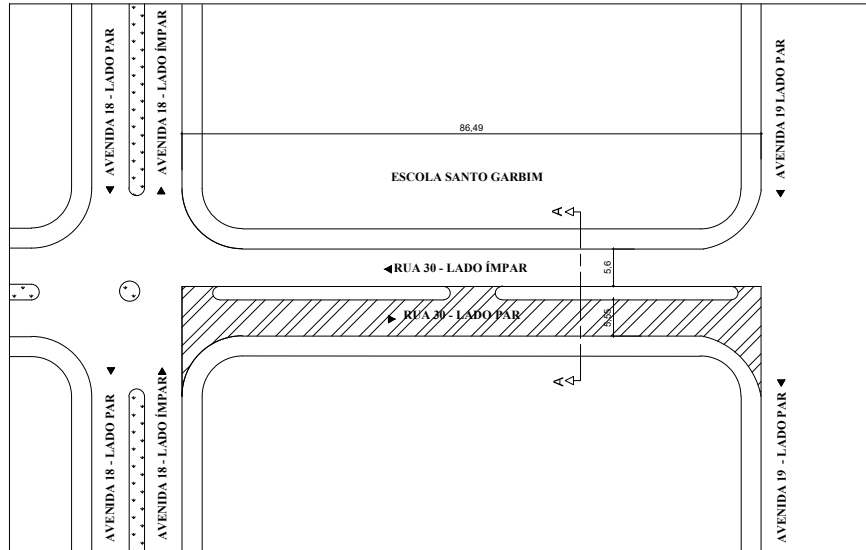 AVENIDA 18 - LADO PAR
AVENIDA 18 - LADO ÍMPAR
AVENIDA 19 LADO PAR
86,49
ESCOLA SANTO GARBIM
A
RUA 30 - LADO ÍMPAR
5,6
RUA 30 - LADO PAR
5,55
A
AVENIDA 18 - LADO PAR
AVENIDA 18 - LADO ÍMPAR
AVENIDA 19 - LADO PAR